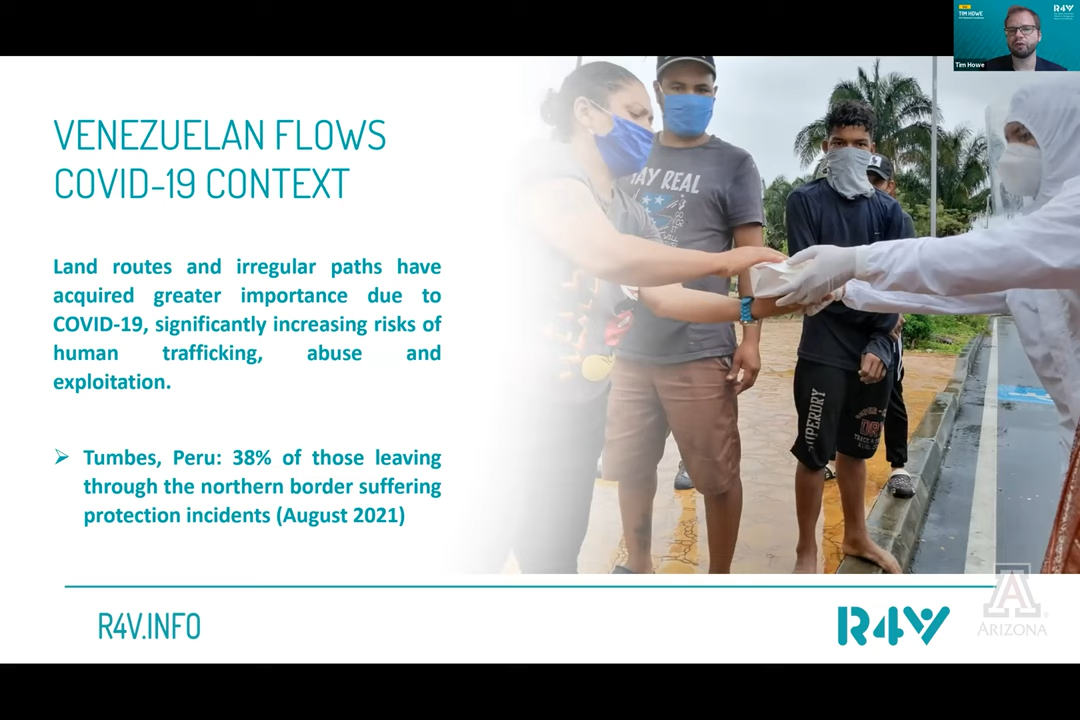 TIM HOWE
R4V
Tim Howe
VENEZUELAN FLOWS
COVID-19 CONTEXT
Land routes and irregular paths have
acquired greater importance due to
COVID-19, significantly increasing risks of
human trafficking, abuse and
exploitation.
➢ Tumbes, Peru: 38% of those leaving
through the northern border suffering
protection incidents (August 2021)
SUPERDRY
R4V.INFO
R4V
A
ARIZONA